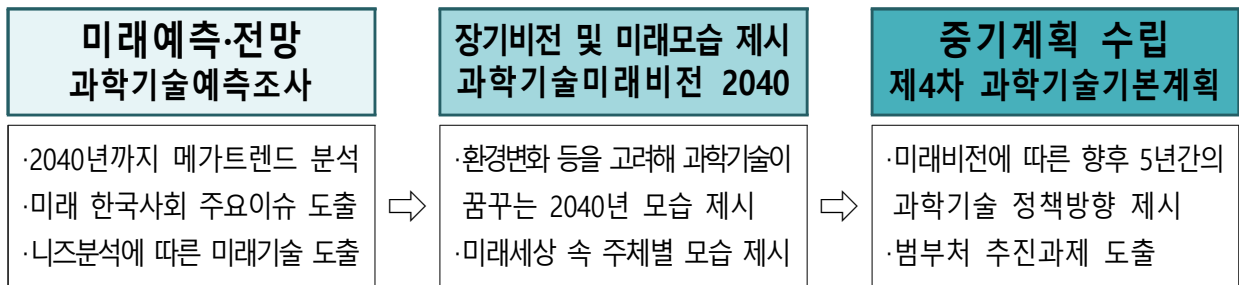 미래예측·전망
과학기술예측조사
·2040년까지 메가트렌드 분석
·미래 한국사회 주요이슈 도출
·니즈분석에 따른 미래기술 도출
장기비전 및 미래모습 제시
과학기술미래비전 2040
·환경변화 등을 고려해 과학기술이
꿈꾸는 2040년 모습 제시
·미래세상 속 주체별 모습 제시
중기계획 수립
제4차 과학기술기본계획
·미래비전에 따른 향후 5년간의
과학기술 정책방향 제시
·범부처 추진과제 도출